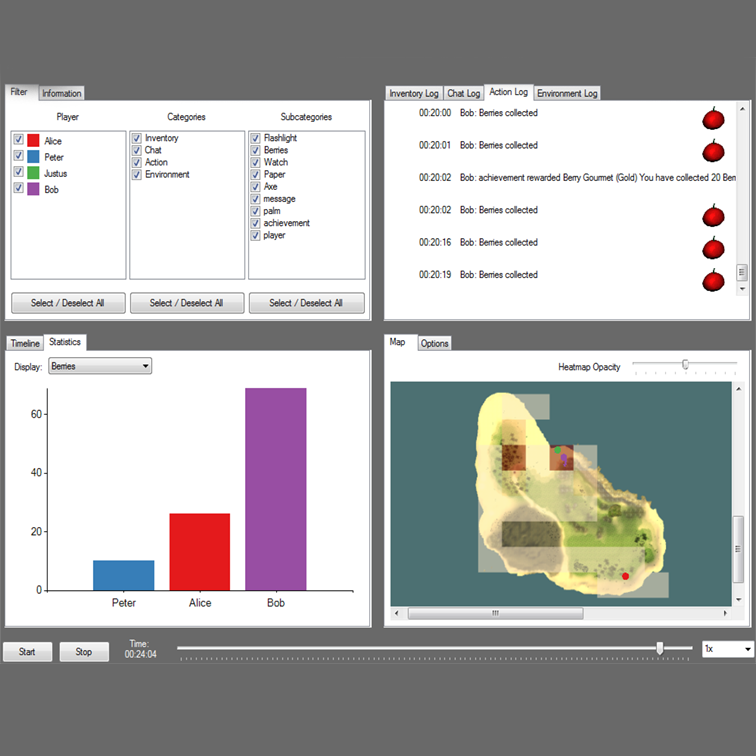 Filter Information
Player Categories Subcategories
Alice
Peter
Justus
Bob
Inventory
Chat
Action
Environment
Flashlight
Berries
Watch
Paper
Axe
message
palm
achievement
player
Select / Deselect All Select / Deselect All Select / Deselect All
Inventory Log Chat Log Action Log Environment Log
00:20:00 Bob: Berries collected
00:20:01 Bob: Berries collected
00:20:02 Bob: achievement rewarded Berry Gourmet (Gold) You have collected 20 Berr
00:20:02 Bob: Berries collected
00:20:16 Bob: Berries collected
00:20:19 Bob: Berries collected
Timeline Statistics
Display: Berries
60
40
20
0
Peter Alice Bob
Map Options
Heatmap Opacity
Start Stop
Time:
00:24:04
1x